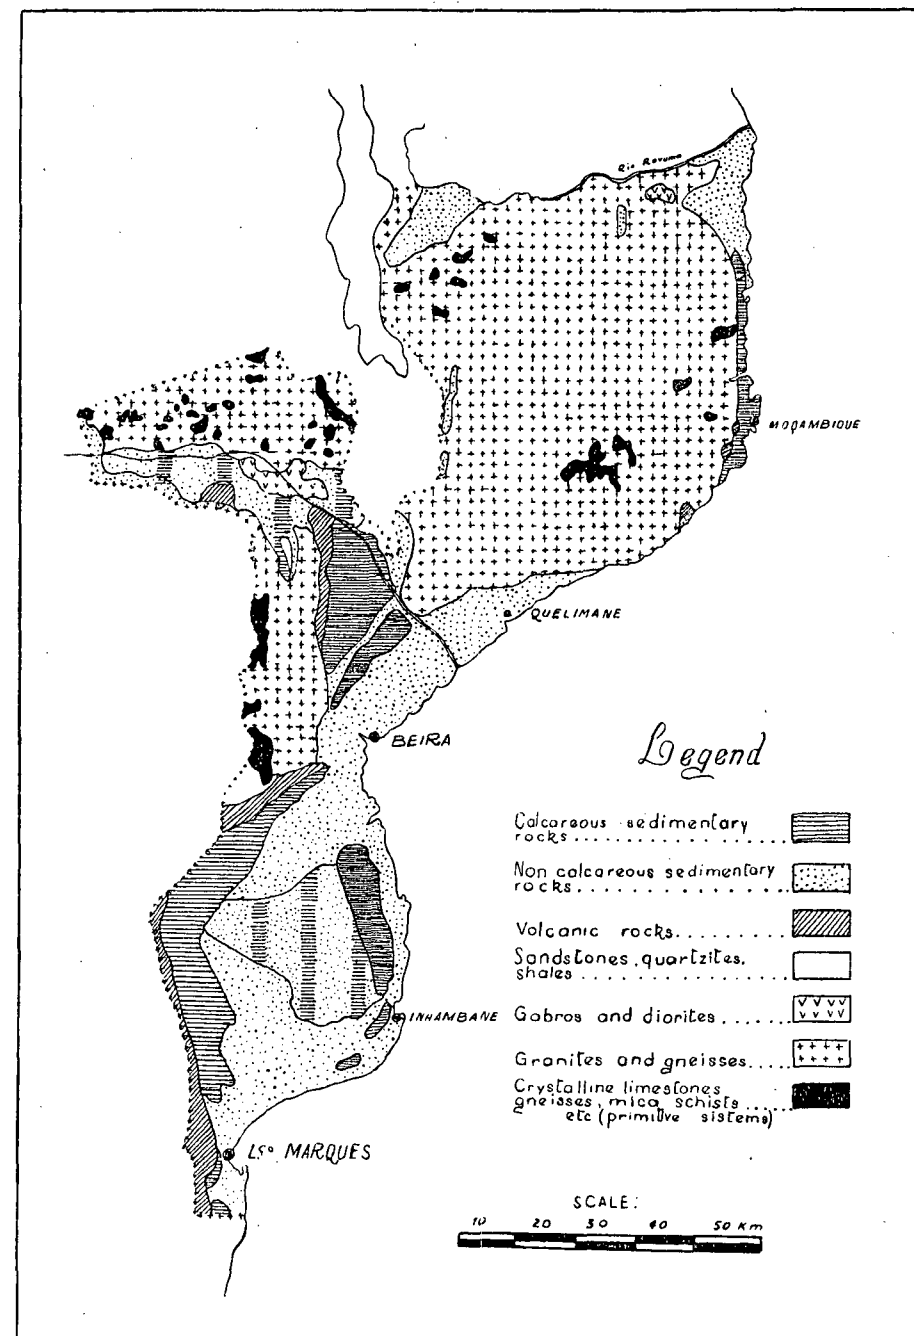 Rio Rovuma
MOÇAMBIQUE
QUELIMANE
BEIRA
INHAMBANE
Lço MARQUES
Legend
Calcareous sedimentary
rocks
Non calcareous sedimentary
rocks
Volcanic rocks
Sandstones, quartzites,
shales
Gabros and diorites
Granites and gneisses
Crystalline limestones
gneisses, mica schists
etc (primitive sistems)
SCALE:
10 20 30 40 50 Km